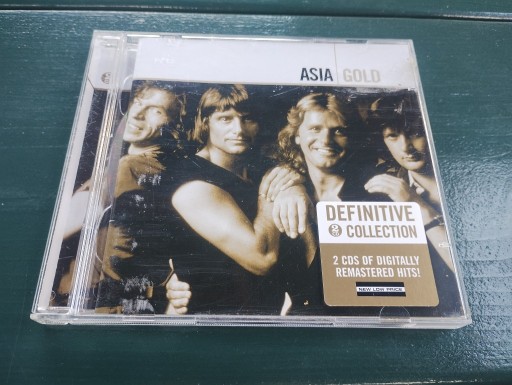 ASIA GOLD
DEFINITIVE
COLLECTION
2 CDS OF DIGITALLY
REMASTERED HITS!
NEW LOW PRICE